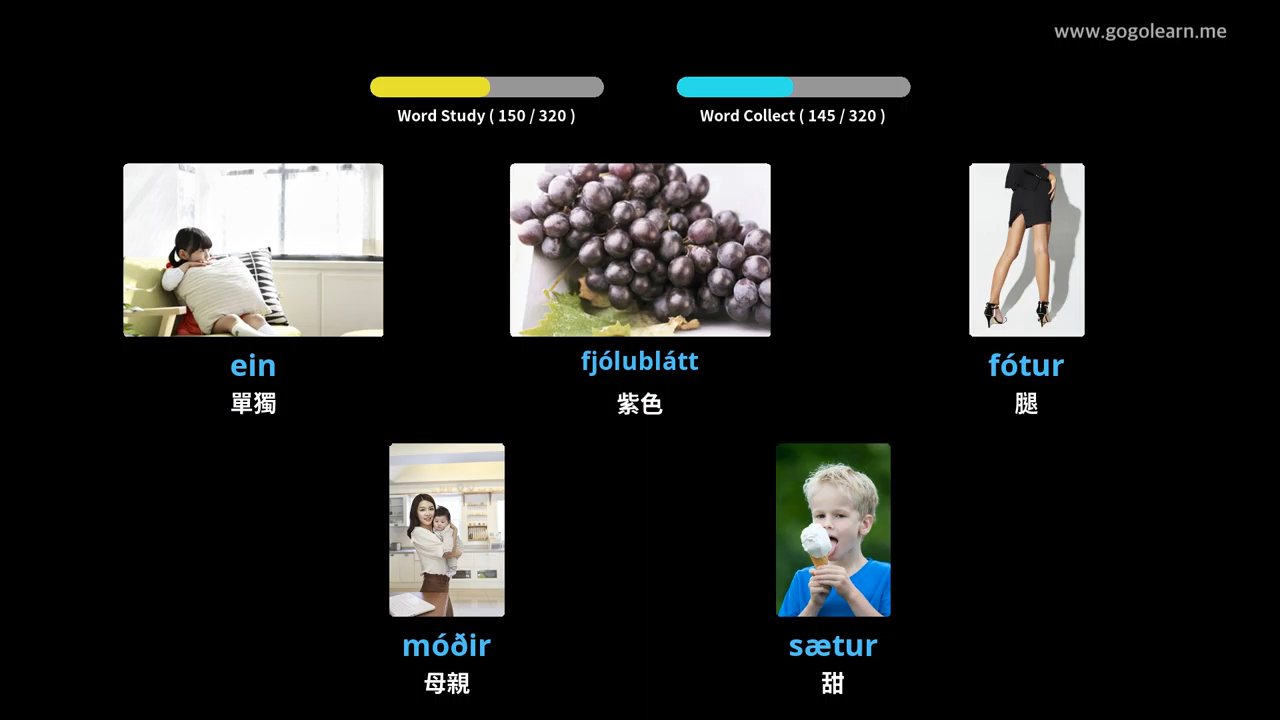 www.gogolearn.me
Word Study ( 150 / 320 )
Word Collect ( 145 / 320 )
ein
單獨
fjólublátt
紫色
fótur
腿
móðir
母親
sætur
甜